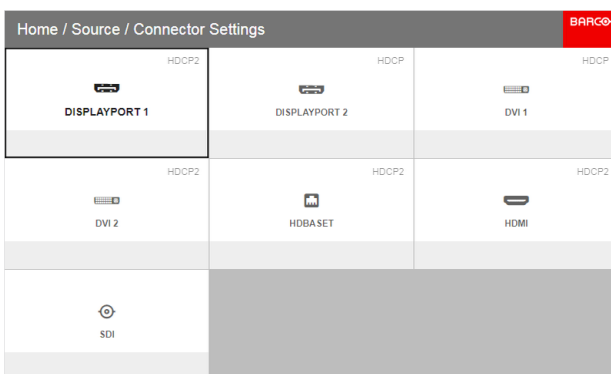 Home / Source / Connector Settings
BARCO
HDCP2
DISPLAYPORT 1
HDCP
DISPLAYPORT 2
HDCP
DVI 1
HDCP2
DVI 2
HDCP2
HDBASET
HDCP2
HDMI
SDI